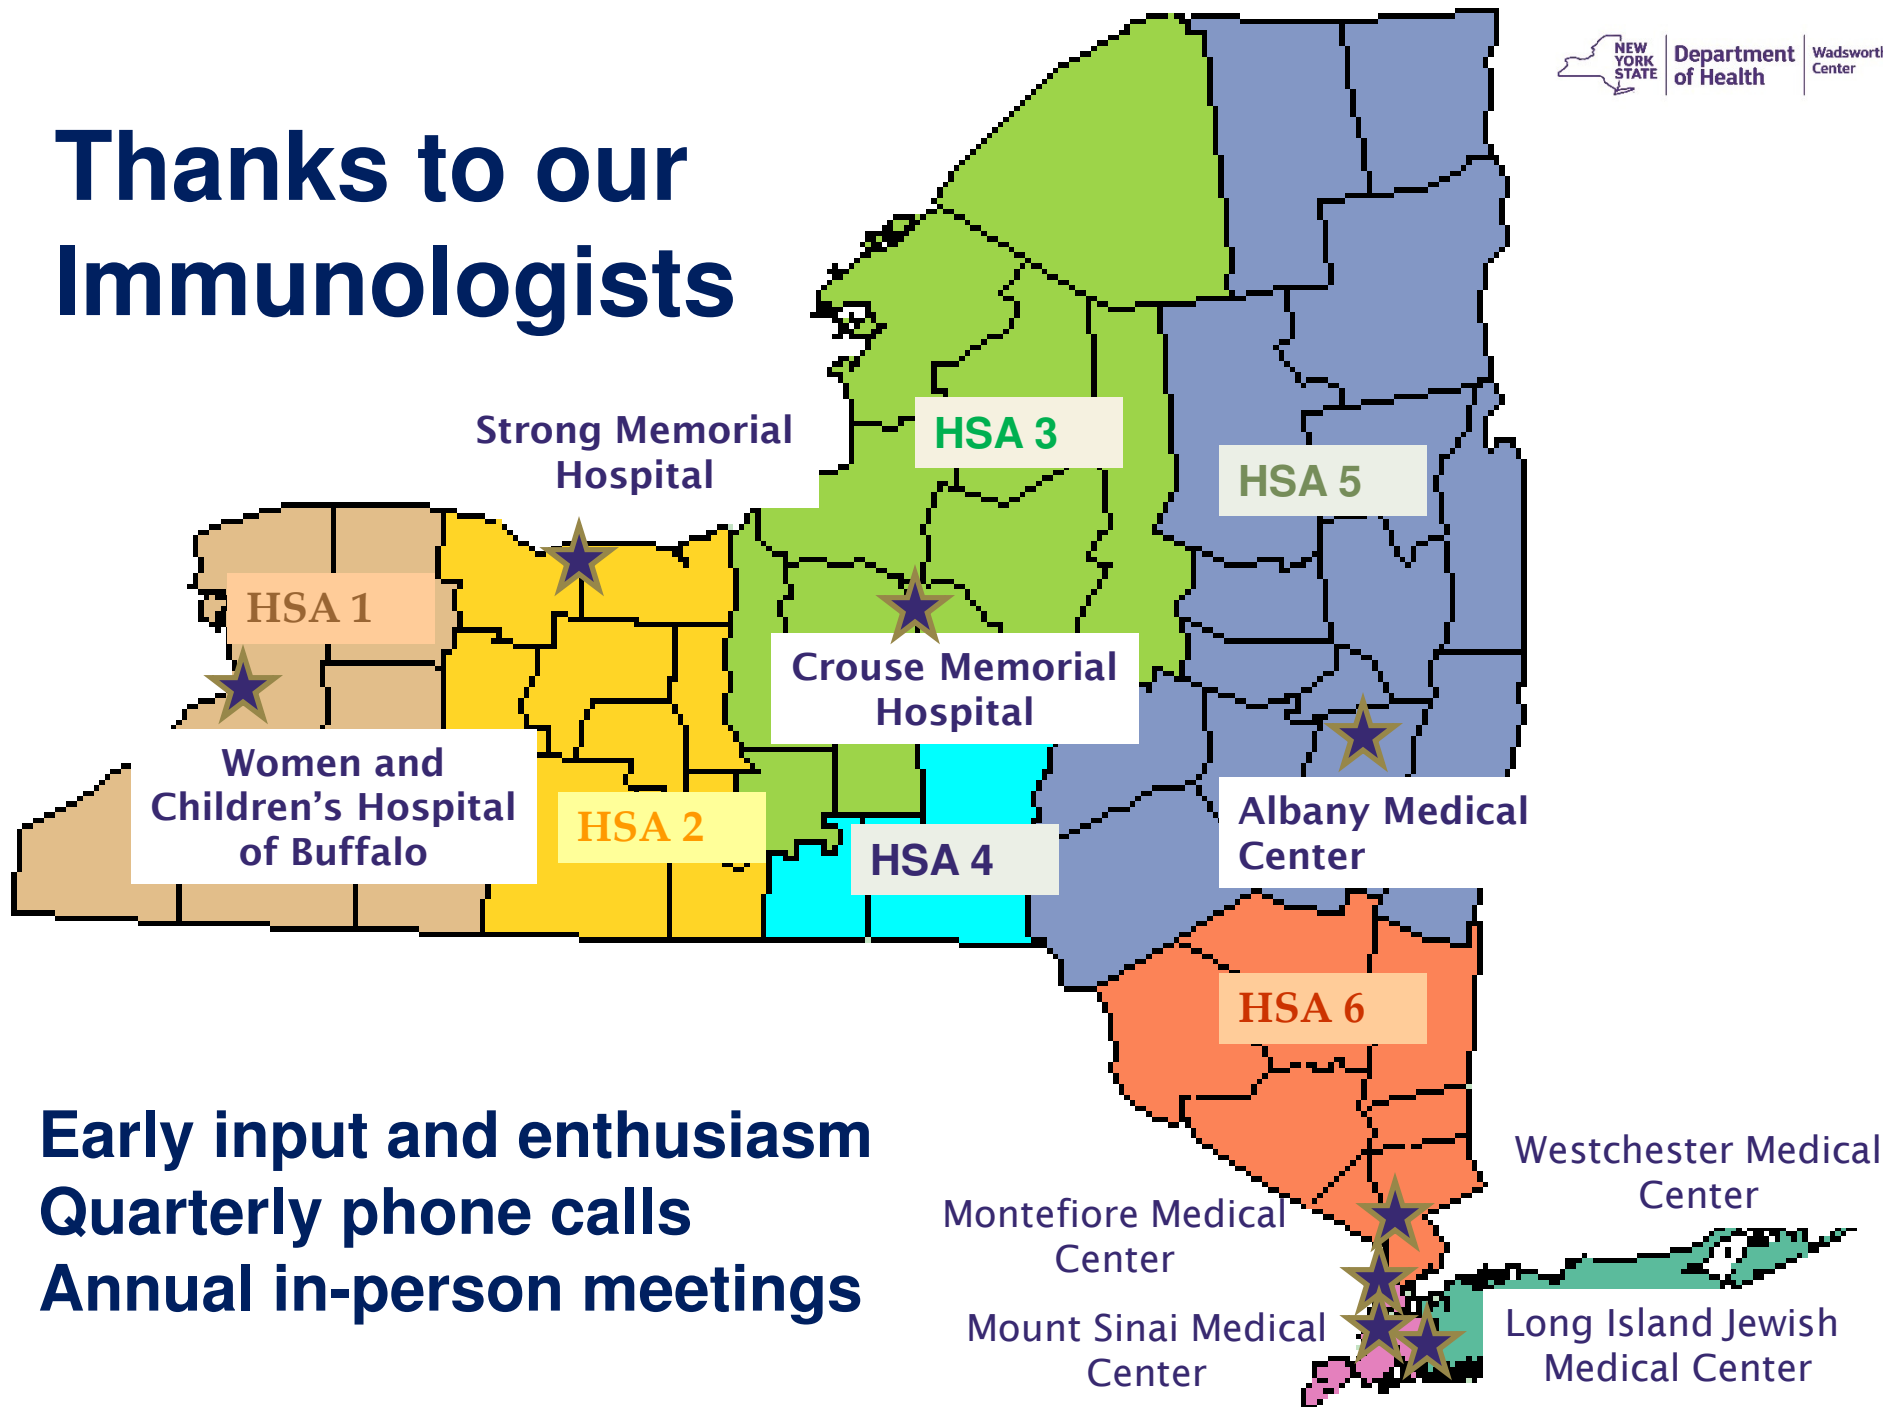 NEW
YORK
STATE
Department
of Health
Wadsworth
Center
Thanks to our
Immunologists
Strong Memorial
Hospital
HSA 3
HSA 5
HSA 1
Crouse Memorial
Hospital
Women and
Children’s Hospital
of Buffalo
HSA 2
HSA 4
Albany Medical
Center
HSA 6
Early input and enthusiasm
Quarterly phone calls
Annual in-person meetings
Westchester Medical
Center
Montefiore Medical
Center
Mount Sinai Medical
Center
Long Island Jewish
Medical Center